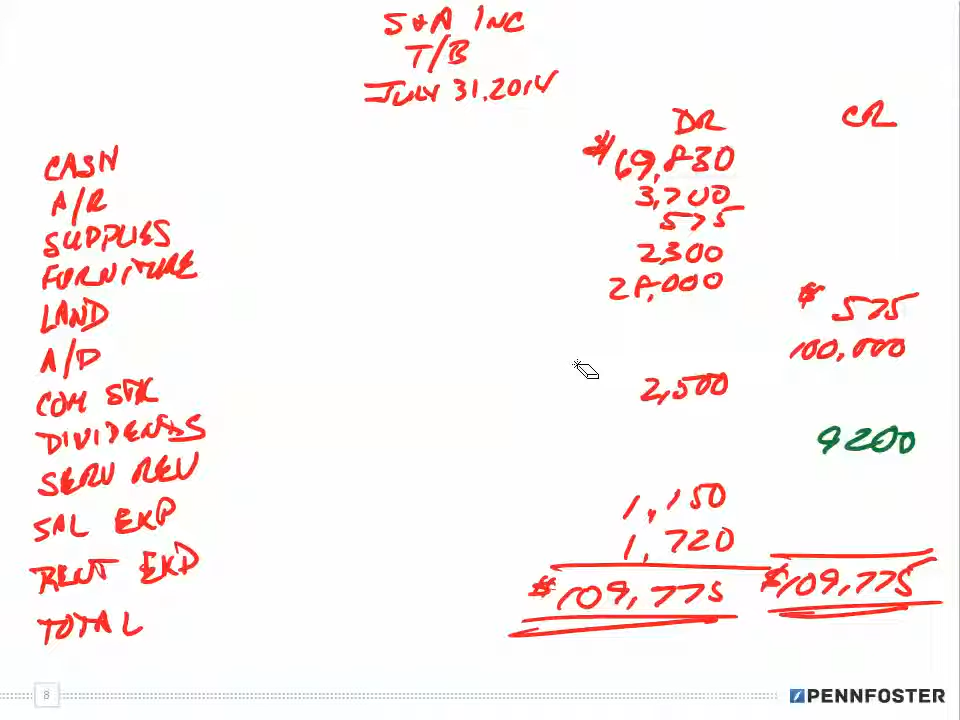 S & A INC
T/B
JULY 31, 2014
DR CR
CASH $69,830
A/R 3,700
SUPPLIES 575
FURNITURE 2300
LAND 28,000
A/P $575
COM STK 100,000
DIVIDENDS 2,500
SERV REV 9200
SAL EXP 1,150
RENT EXP 1,720
TOTAL $109,775 $109,775
8 PENNFOSTER